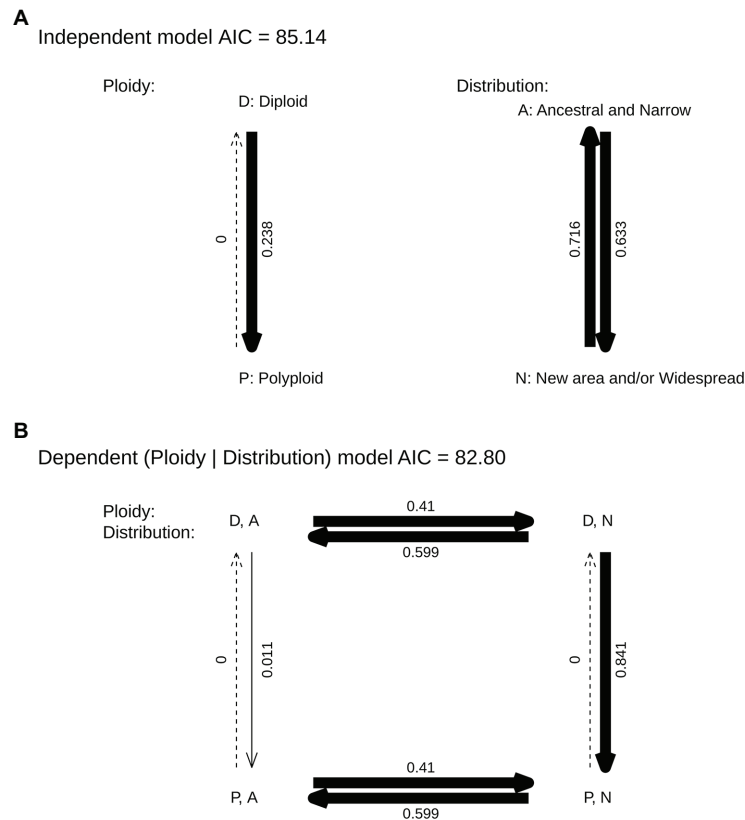 A
Independent model AIC = 85.14
Ploidy:
Distribution:
D: Diploid
A: Ancestral and Narrow
0
0.238
0.716
0.633
P: Polyploid
N: New area and/or Widespread
B
Dependent (Ploidy | Distribution) model AIC = 82.80
Ploidy:
Distribution:
D, A
0.41
0.599
D, N
0
0.011
0
0.841
P, A
0.41
0.599
P, N